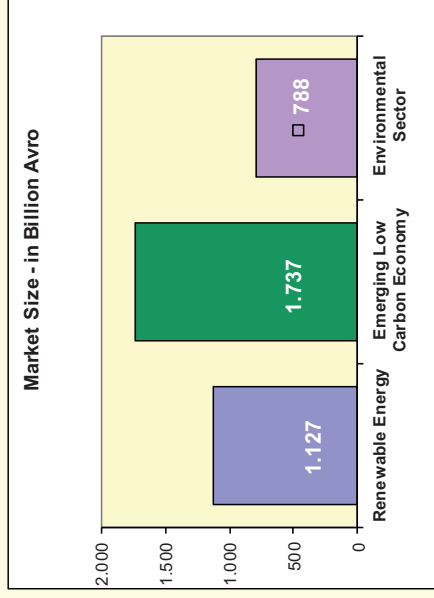 Market Size - in Billion Avro
2.000
1.500
1.000
500
0
1.127
1.737
788
Renewable Energy
Emerging Low
Carbon Economy
Environmental
Sector